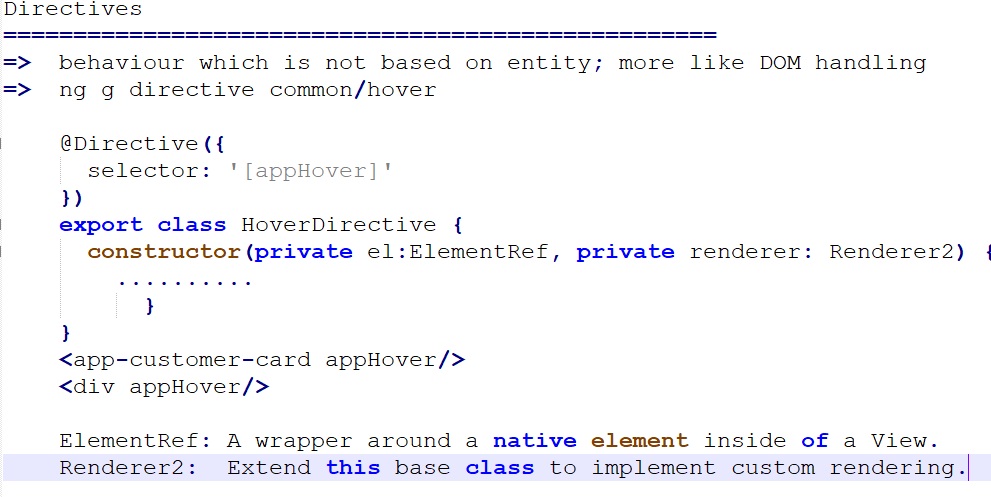 Directives
===================================================
=> behaviour which is not based on entity; more like DOM handling
=> ng g directive common/hover
@Directive({
selector: '[appHover]'
})
export class HoverDirective {
constructor(private el:ElementRef, private renderer: Renderer2) {
..........
}
}
<app-customer-card appHover/>
<div appHover/>
ElementRef: A wrapper around a native element inside of a View.
Renderer2: Extend this base class to implement custom rendering.